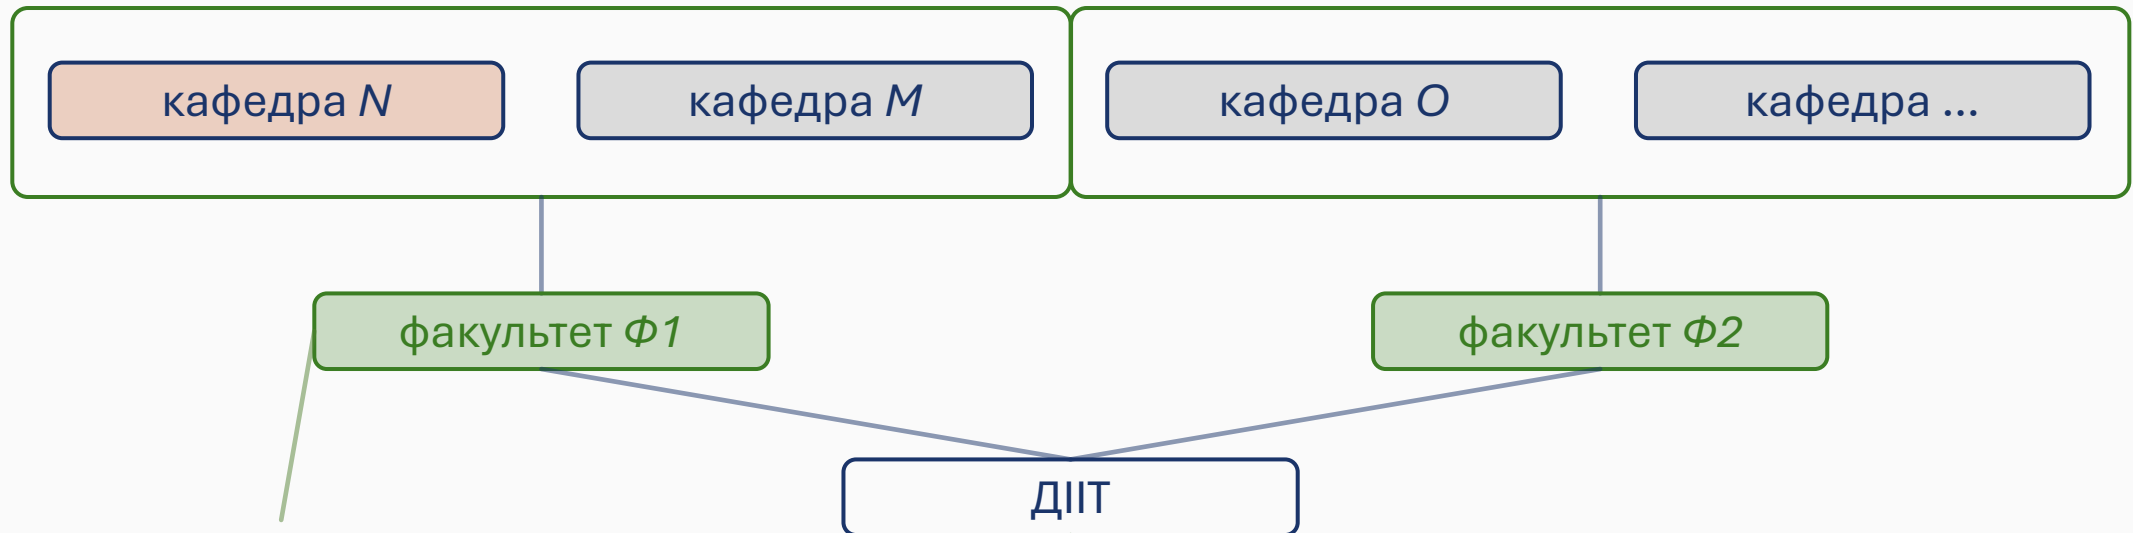 кафедра N
кафедра M
кафедра O
кафедра ...
факультет Ф1
факультет Ф2
ДІІТ